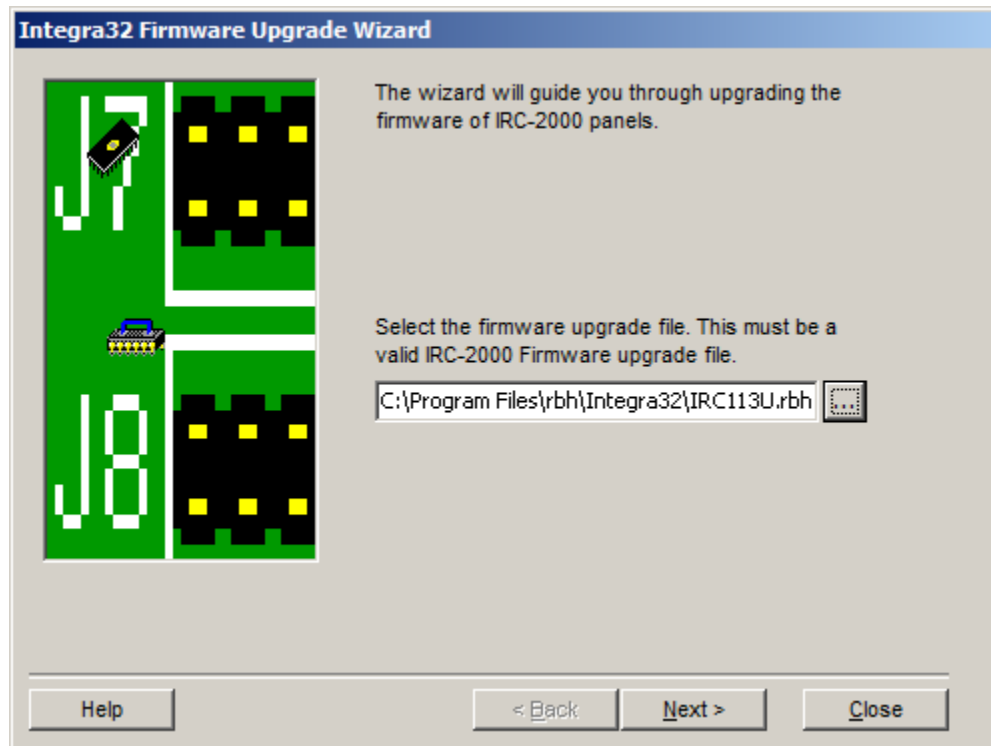 Integra32 Firmware Upgrade Wizard
J7
The wizard will guide you through upgrading the
firmware of IRC-2000 panels.
Select the firmware upgrade file. This must be a
valid IRC-2000 Firmware upgrade file.
C:\Program Files\rbh\Integra32\IRC113U.rbh ...
J8
Help < Back Next > Close